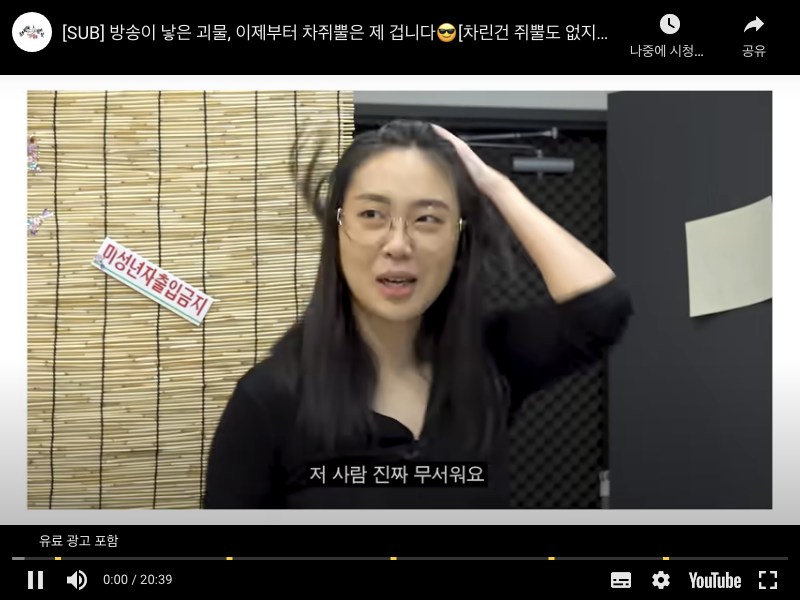 [SUB] 방송이 낳은 괴물, 이제부터 차쥐뿔은 제 겁니다😎[차린건 쥐뿔도 없지...
나중에 시청...
공유
미성년자출입금지
저 사람 진짜 무서워요
유료 광고 포함
0:00 / 20:39
YouTube